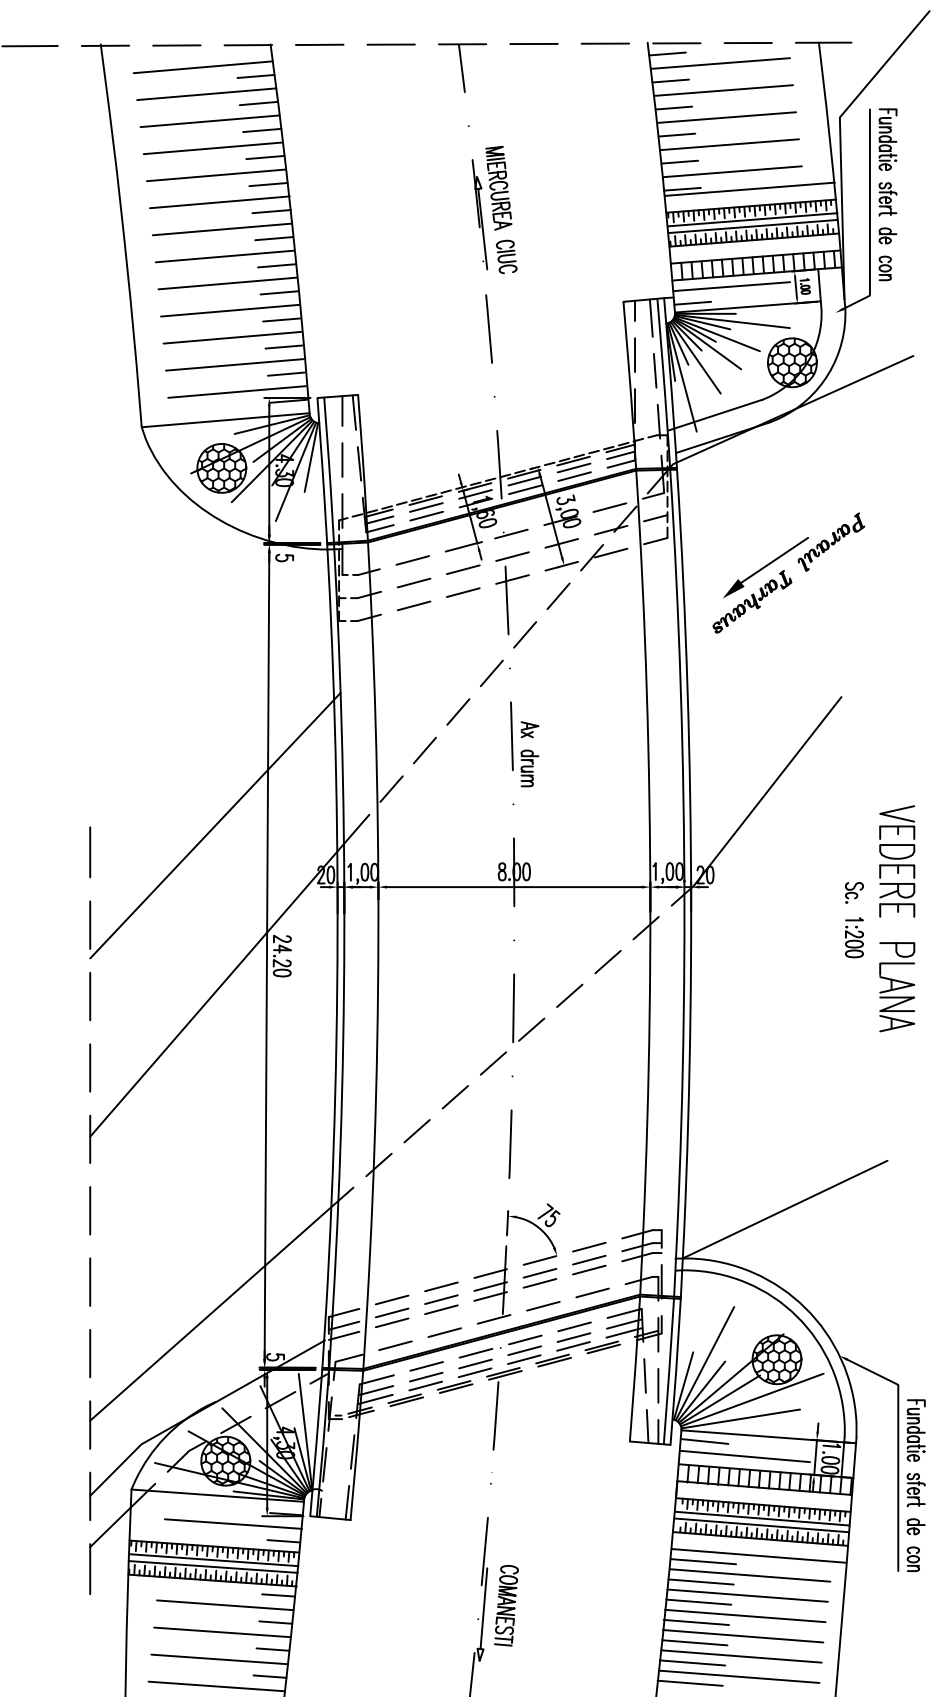 VEDERE PLANA
Sc. 1:200
Fundatie sfert de con
1.00
MIERCUREA CIUC
4.30
5
1,60
3,00
Paraul Tarhaus
Ax drum
20
1,00
8.00
1,00
20
24.20
75
5
4,30
1.00
Fundatie sfert de con
COMANESTI